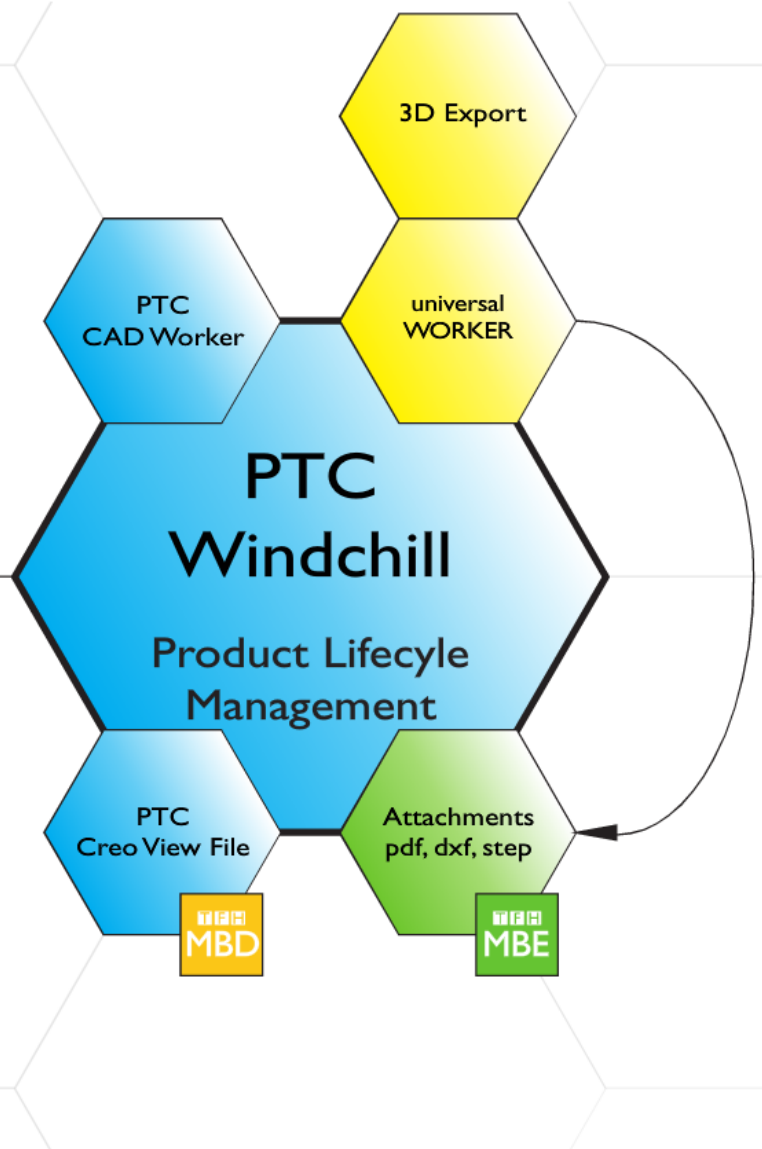 3D Export
PTC
CAD Worker
universal
WORKER
PTC
Windchill
Product Lifecyle
Management
PTC
Creo View File
Attachments
pdf, dxf, step
TFH
MBD
TFH
MBE